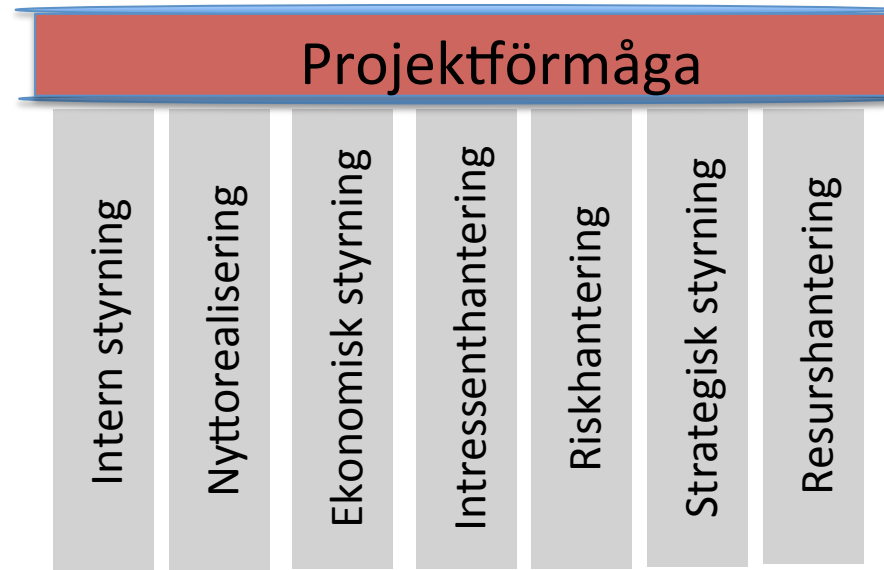 Projektförmåga
Intern styrning
Nyttorealisering
Ekonomisk styrning
Intressenthantering
Riskhantering
Strategisk styrning
Resurshantering